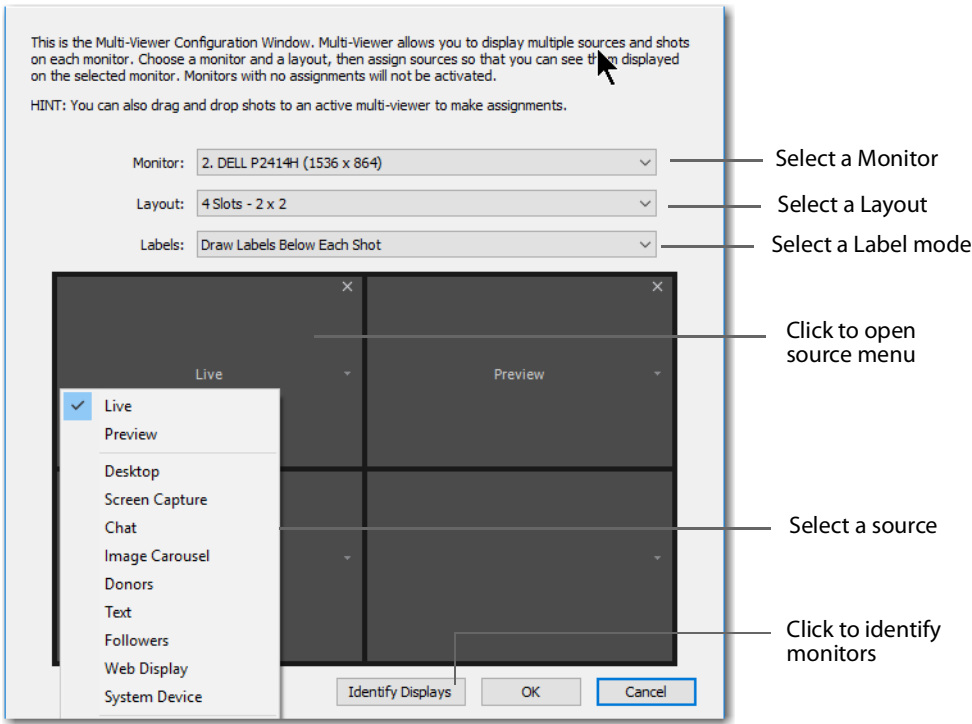 This is the Multi-Viewer Configuration Window. Multi-Viewer allows you to display multiple sources and shots
on each monitor. Choose a monitor and a layout, then assign sources so that you can see them displayed
on the selected monitor. Monitors with no assignments will not be activated.
HINT: You can also drag and drop shots to an active multi-viewer to make assignments.
Monitor: 2. DELL P2414H (1536 x 864) Select a Monitor
Layout: 4 Slots - 2 x 2 Select a Layout
Labels: Draw Labels Below Each Shot Select a Label mode
Click to open
source menu
Live Preview
Live
Preview
Desktop
Screen Capture
Chat Select a source
Image Carousel
Donors
Text
Followers
Web Display
System Device
Click to identify
monitors
Identify Displays OK Cancel